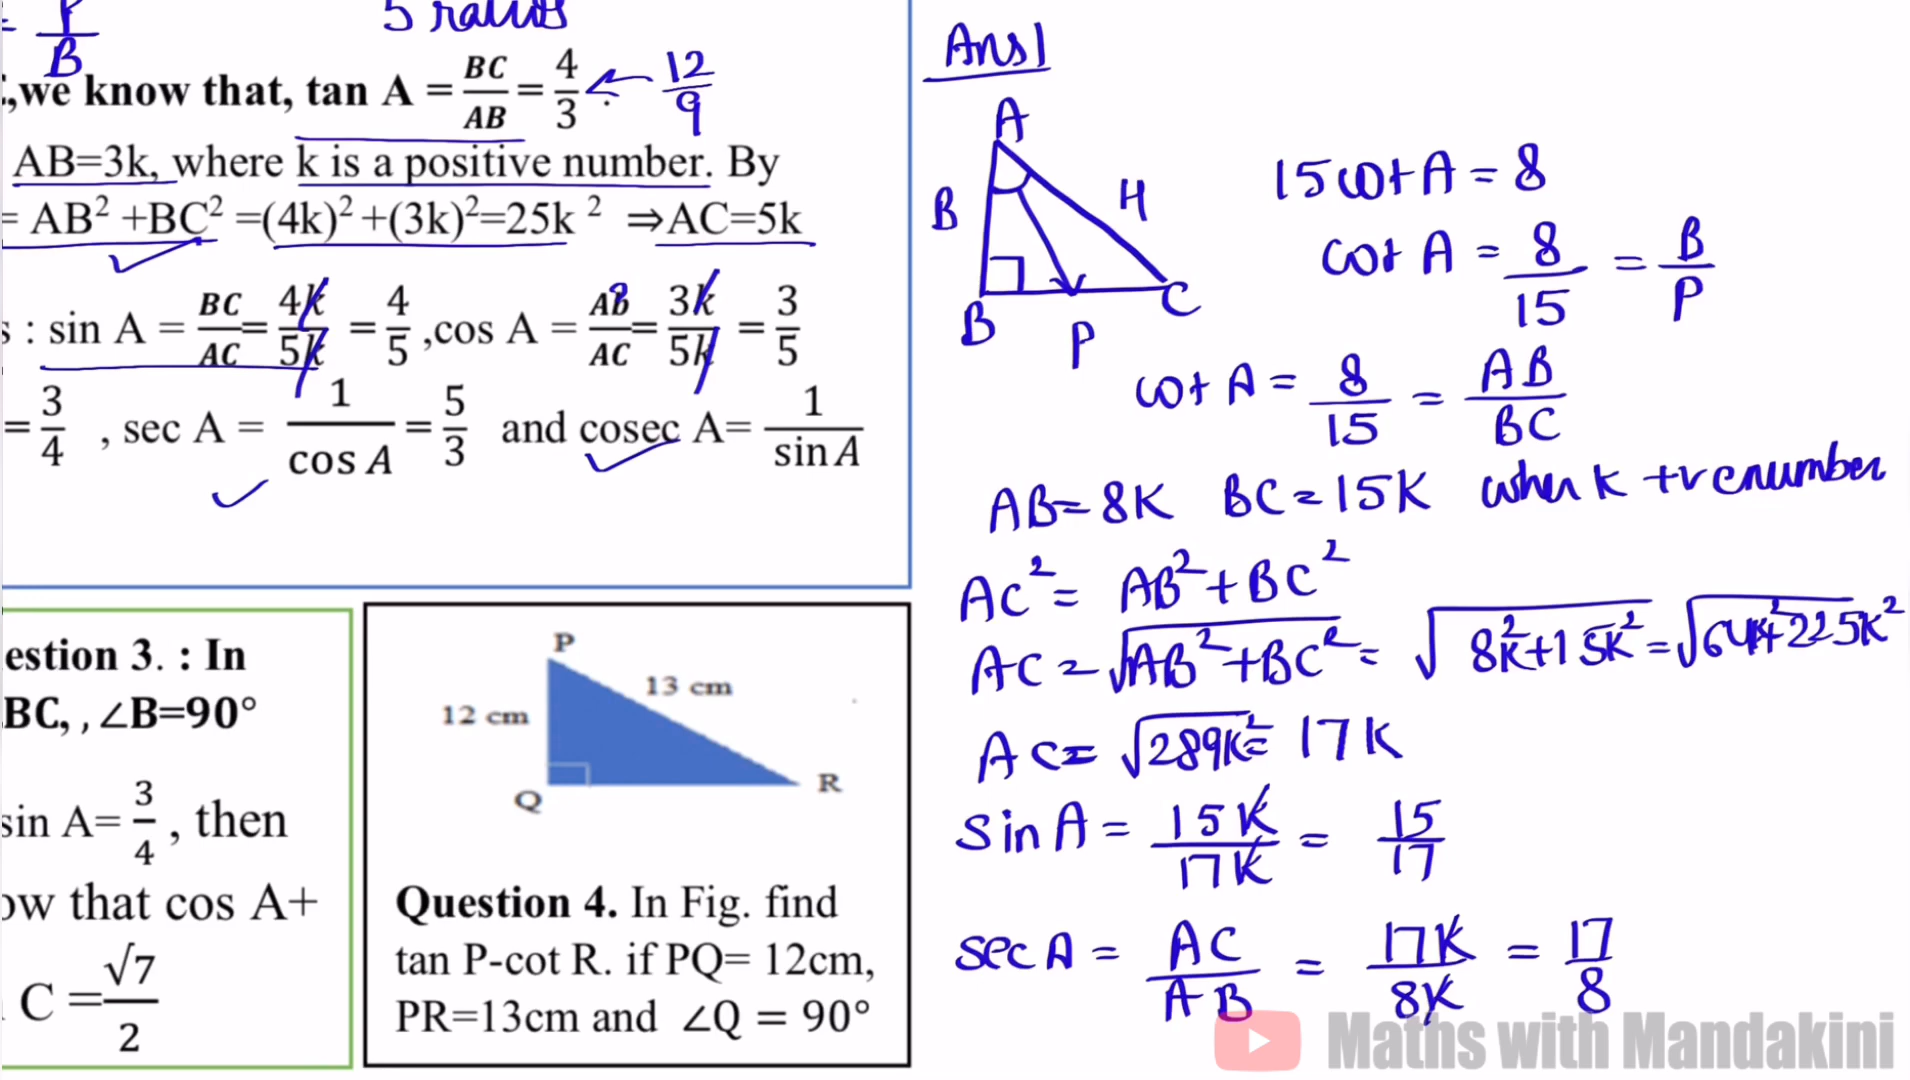 = P/B
5 ratios
,we know that, tan A = BC/AB = 4/3 ← 12/9
AB=3k, where k is a positive number. By
= AB² +BC² =(4k)² +(3k)²=25k ² ⇒AC=5k
s : sin A = BC/AC = 4k/5k = 4/5 ,cos A = AB/AC = 3k/5k = 3/5
= 3/4 , sec A = 1/cos A = 5/3 and cosec A= 1/sin A
estion 3. : In
BC, , ∠B=90°
sin A= 3/4 , then
ow that cos A+
C = √7/2
P
13 cm
12 cm
Q
R
Question 4. In Fig. find
tan P-cot R. if PQ= 12cm,
PR=13cm and ∠Q = 90°
Ans1
A
B
H
B
P
C
15 cot A = 8
cot A = 8/15 = B/P
cot A = 8/15 = AB/BC
AB= 8K BC = 15K when k +ve number
AC² = AB² + BC²
AC = √AB² + BC² = √8K² + 15K² = √64K² + 225K²
AC = √289K² = 17K
sin A = 15K/17K = 15/17
sec A = AC/AB = 17K/8K = 17/8
Maths with Mandakini